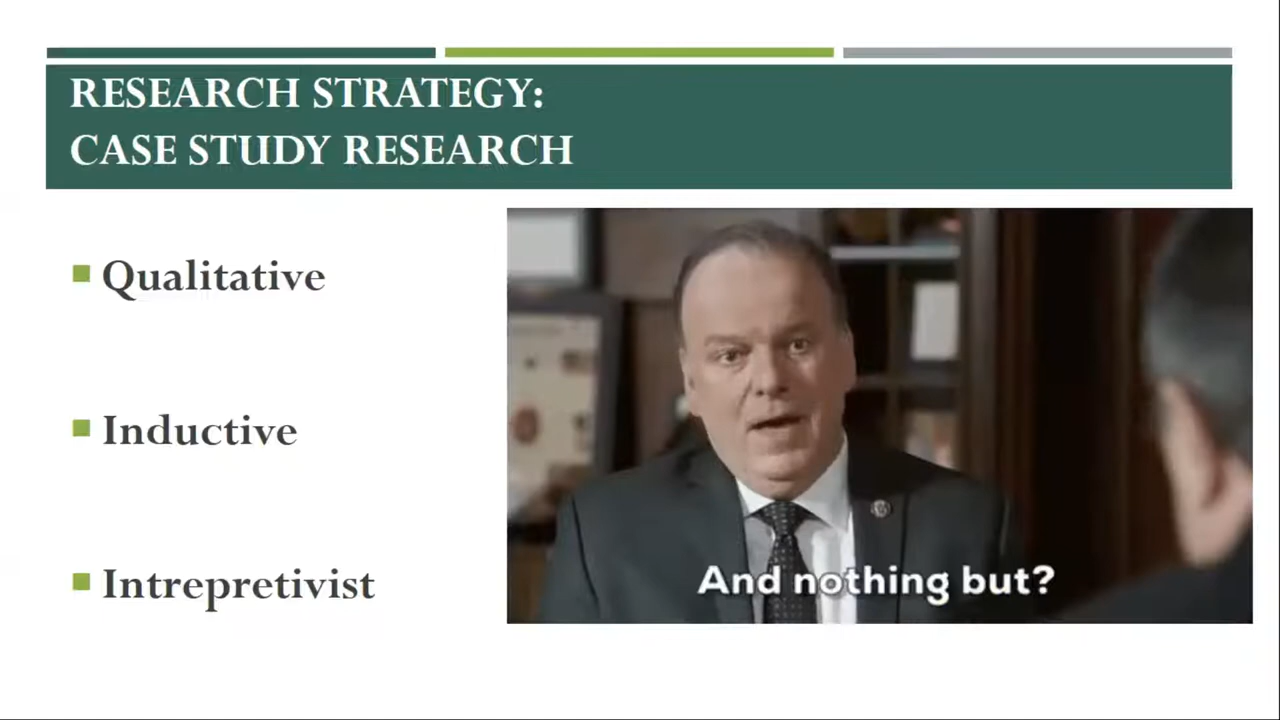 RESEARCH STRATEGY:
CASE STUDY RESEARCH
Qualitative
Inductive
Intrepretivist
And nothing but?